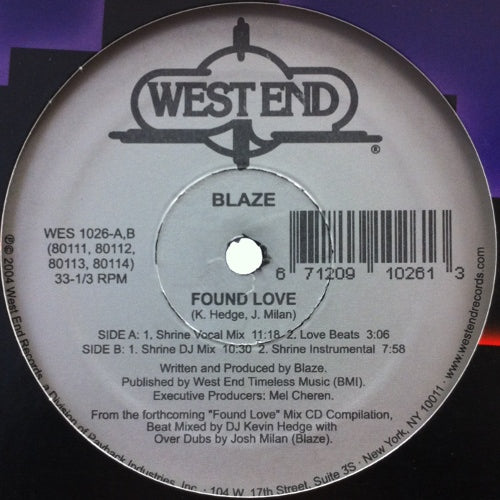 WEST END
®
BLAZE
WES 1026-A,B
(80111, 80112,
80113, 80114)
33-1/3 RPM
6 71209 10261 3
FOUND LOVE
(K. Hedge, J. Milan)
SIDE A: 1. Shrine Vocal Mix 11:18 2. Love Beats 3:06
SIDE B: 1. Shrine DJ Mix 10:30 2. Shrine Instrumental 7:58
Written and Produced by Blaze.
Published by West End Timeless Music (BMI).
Executive Producers: Mel Cheren.
From the forthcoming "Found Love" Mix CD Compilation,
Beat Mixed by DJ Kevin Hedge with
Over Dubs by Josh Milan (Blaze).
℗© 2004 West End Records, a Division of Payback Industries, Inc. · 104 W. 17th Street, Suite 3S · New York, NY 10011 · www.westendrecords.com